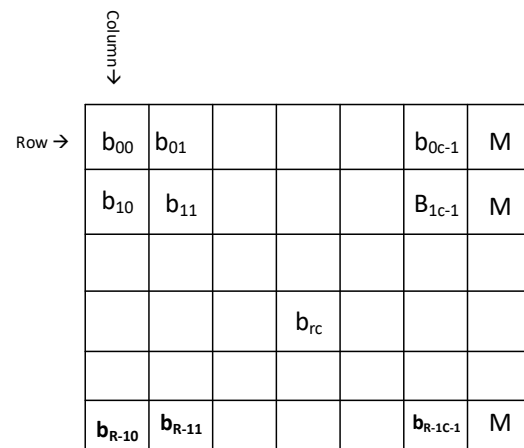 Column→
Row →
b₀₀ b₀₁ b₀c-₁ M
b₁₀ b₁₁ B₁c-₁ M
brc
bR-10 bR-11 bR-1C-1 M